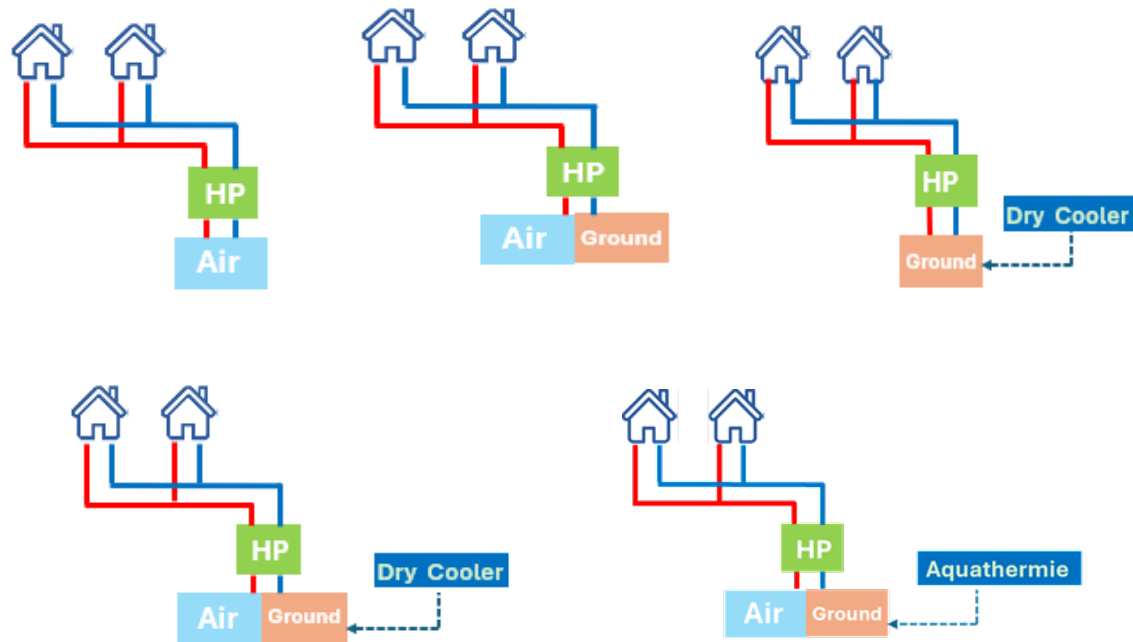 HP
Air
HP
Air
Ground
HP
Dry Cooler
Ground
HP
Dry Cooler
Air
Ground
HP
Aquathermie
Air
Ground